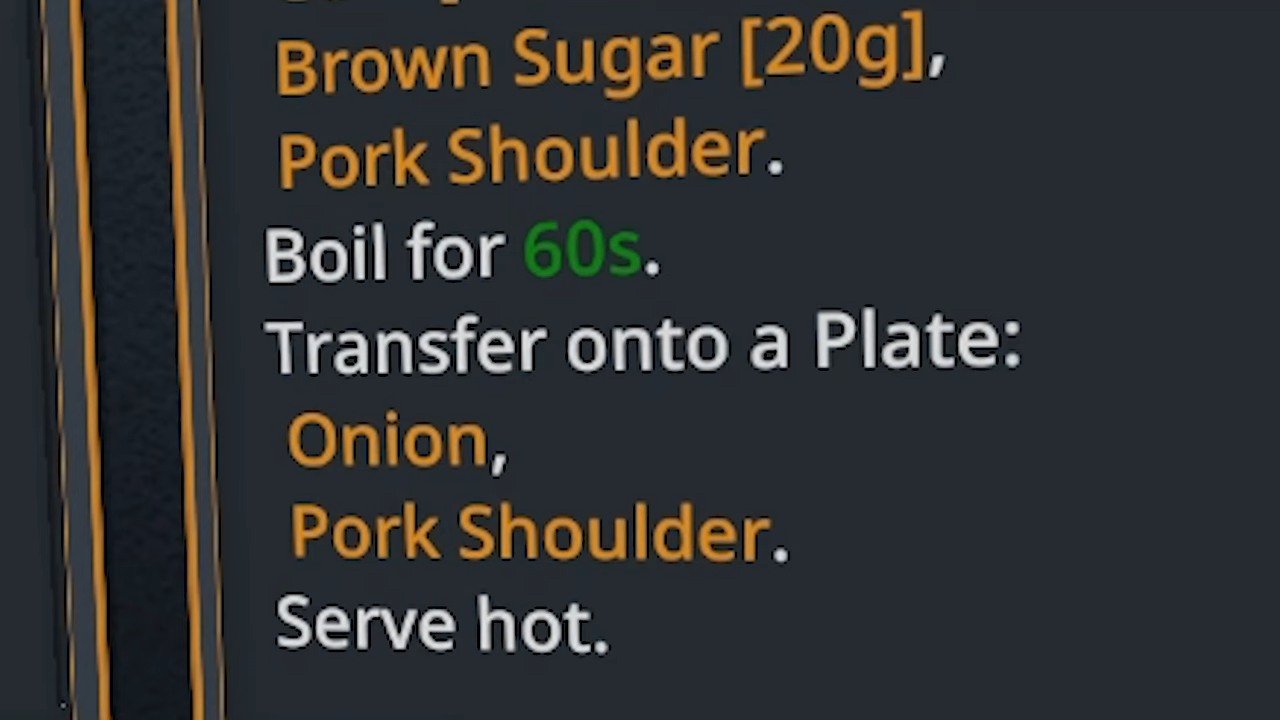 Brown Sugar [20g],
Pork Shoulder.
Boil for 60s.
Transfer onto a Plate:
Onion,
Pork Shoulder.
Serve hot.